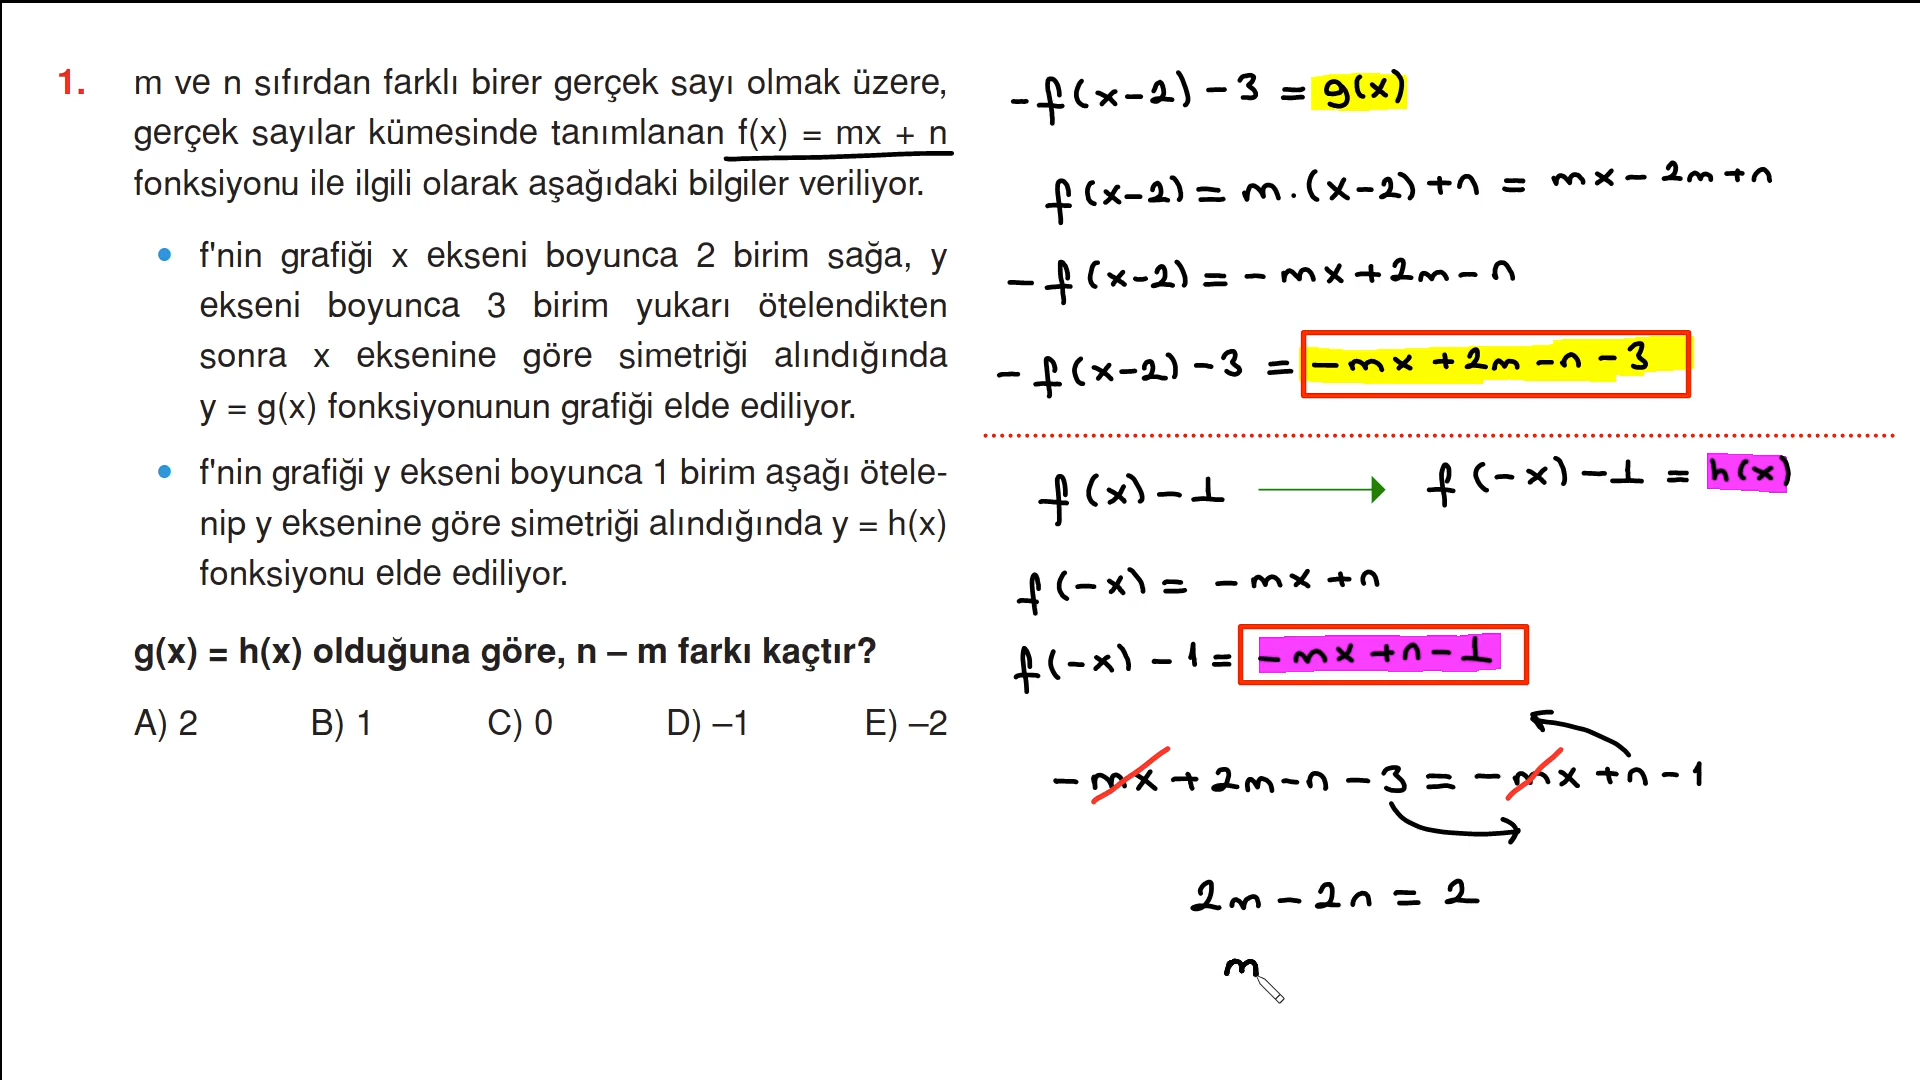 1. m ve n sıfırdan farklı birer gerçek sayı olmak üzere,
gerçek sayılar kümesinde tanımlanan f(x) = mx + n
fonksiyonu ile ilgili olarak aşağıdaki bilgiler veriliyor.
• f'nin grafiği x ekseni boyunca 2 birim sağa, y
ekseni boyunca 3 birim yukarı ötelendikten
sonra x eksenine göre simetriği alındığında
y = g(x) fonksiyonunun grafiği elde ediliyor.
• f'nin grafiği y ekseni boyunca 1 birim aşağı ötele-
nip y eksenine göre simetriği alındığında y = h(x)
fonksiyonu elde ediliyor.
g(x) = h(x) olduğuna göre, n – m farkı kaçtır?
A) 2 B) 1 C) 0 D) –1 E) –2
-f(x-2) - 3 = g(x)
f(x-2) = m.(x-2) + n = mx - 2m + n
-f(x-2) = -mx + 2m - n
-f(x-2) - 3 = -mx + 2m - n - 3
f(x) - 1 → f(-x) - 1 = h(x)
f(-x) = -mx + n
f(-x) - 1 = -mx + n - 1
-mx + 2m - n - 3 = -mx + n - 1
2m - 2n = 2
m